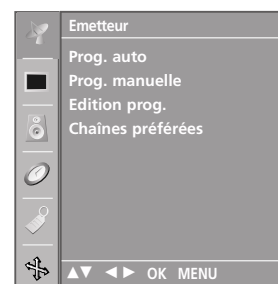 Emetteur
Prog. auto
Prog. manuelle
Edition prog.
Chaînes préférées
▲▼ ◄ ► OK MENU